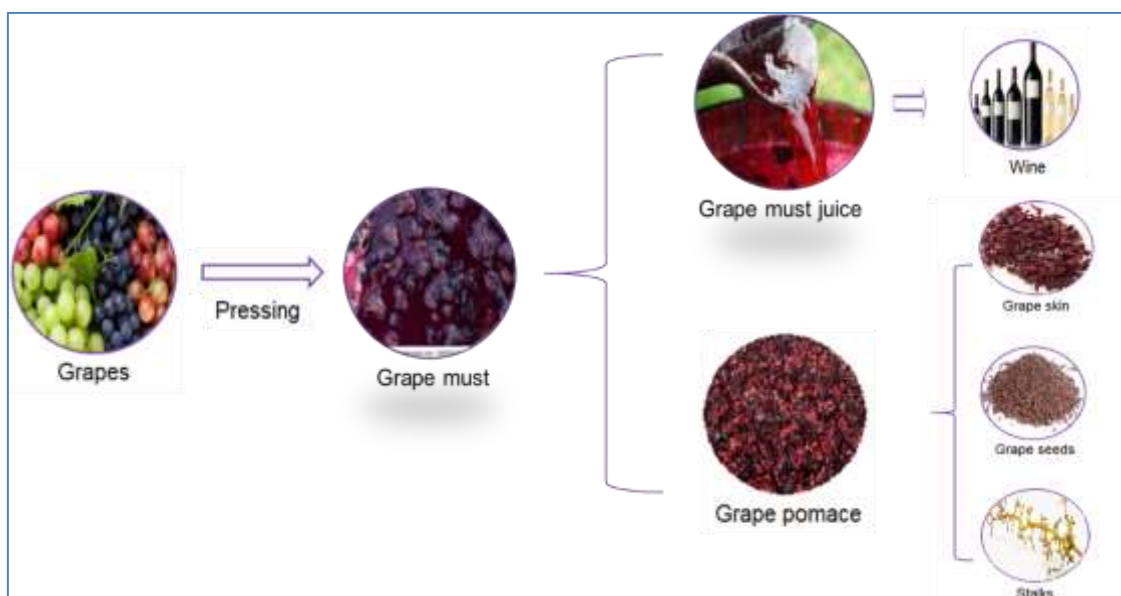 Grapes
Pressing
Grape must
Grape must juice
Wine
Grape pomace
Grape skin
Grape seeds
Stalks